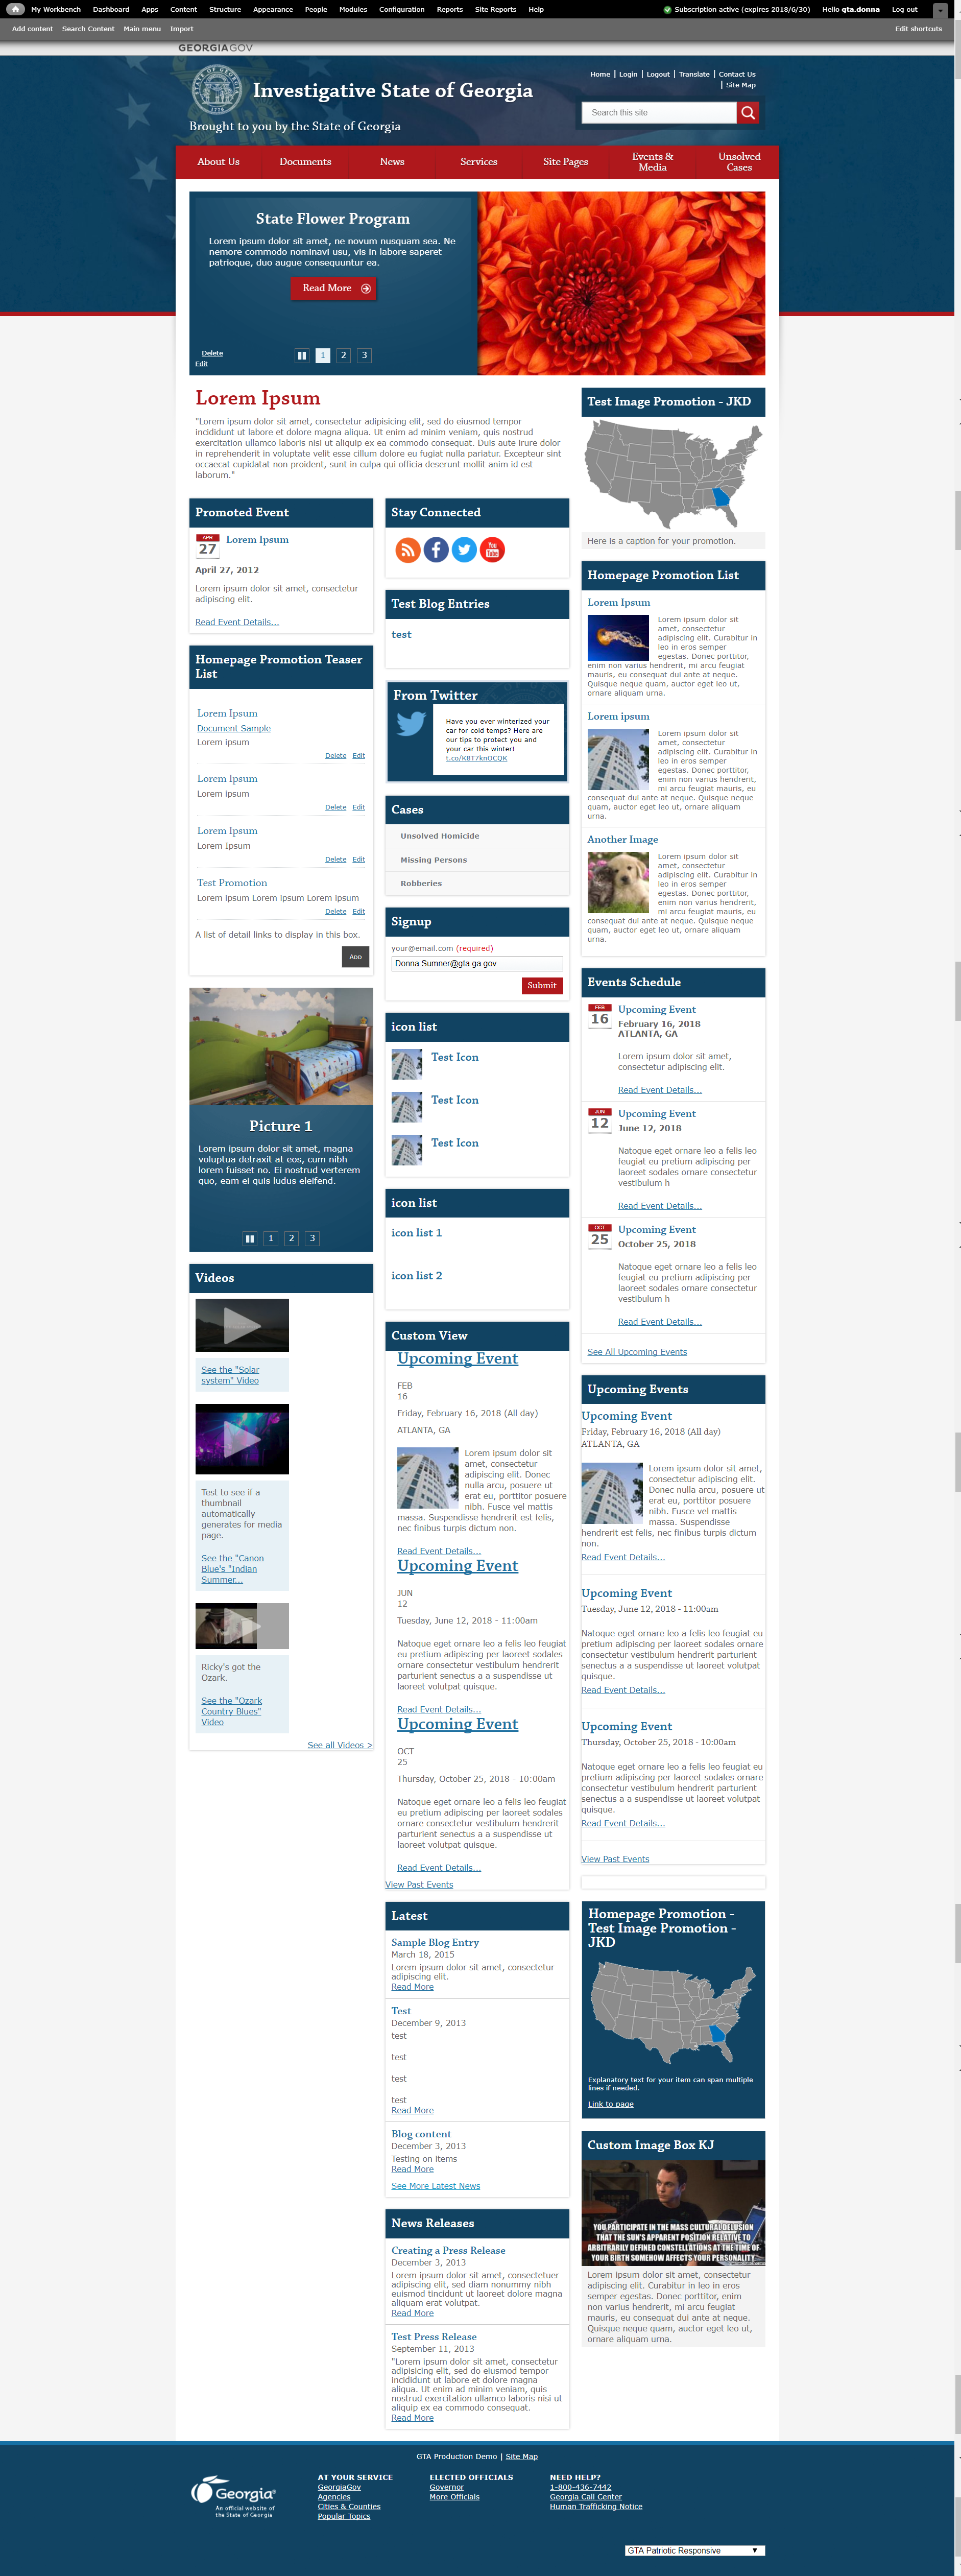 My Workbench Dashboard Apps Content Structure Appearance People Modules Configuration Reports Site Reports Help Subscription active (expires 2018/6/30) Hello gta.donna Log out
Add content Search Content Main menu Import Edit shortcuts
GEORGIAGOV
Home | Login | Logout | Translate | Contact Us
| Site Map
Investigative State of Georgia
Search this site
Brought to you by the State of Georgia
About Us Documents News Services Site Pages Events & Media Unsolved Cases
State Flower Program
Lorem ipsum dolor sit amet, ne novum nusquam sea. Ne
nemore commodo nominavi usu, vis in labore saperet
patrioque, duo augue consequuntur ea.
Read More
Delete
Edit
1 2 3
Lorem Ipsum
"Lorem ipsum dolor sit amet, consectetur adipisicing elit, sed do eiusmod tempor
incididunt ut labore et dolore magna aliqua. Ut enim ad minim veniam, quis nostrud
exercitation ullamco laboris nisi ut aliquip ex ea commodo consequat. Duis aute irure dolor
in reprehenderit in voluptate velit esse cillum dolore eu fugiat nulla pariatur. Excepteur sint
occaecat cupidatat non proident, sunt in culpa qui officia deserunt mollit anim id est
laborum."
Promoted Event
APR
27
Lorem Ipsum
April 27, 2012
Lorem ipsum dolor sit amet, consectetur
adipiscing elit.
Read Event Details...
Homepage Promotion Teaser
List
Lorem Ipsum
Document Sample
Lorem ipsum
Delete Edit
Lorem Ipsum
Lorem ipsum
Delete Edit
Lorem Ipsum
Lorem Ipsum
Delete Edit
Test Promotion
Lorem ipsum Lorem ipsum Lorem ipsum
Delete Edit
A list of detail links to display in this box.
Add
Picture 1
Lorem ipsum dolor sit amet, magna
voluptua detraxit at eos, cum nibh
lorem fuisset no. Ei nostrud verterem
quo, eam ei quis ludus eleifend.
1 2 3
Videos
See the "Solar
system" Video
Test to see if a
thumbnail
automatically
generates for media
page.
See the "Canon
Blue's "Indian
Summer...
Ricky's got the
Ozark.
See the "Ozark
Country Blues"
Video
See all Videos >
Stay Connected
You
Tube
Test Blog Entries
test
From Twitter
Have you ever winterized your
car for cold temps? Here are
our tips to protect you and
your car this winter!
t.co/K8T7knOCQK
Cases
Unsolved Homicide
Missing Persons
Robberies
Signup
your@email.com (required)
Donna.Sumner@gta.ga.gov
Submit
icon list
Test Icon
Test Icon
Test Icon
icon list
icon list 1
icon list 2
Custom View
Upcoming Event
FEB
16
Friday, February 16, 2018 (All day)
ATLANTA, GA
Lorem ipsum dolor sit
amet, consectetur
adipiscing elit. Donec
nulla arcu, posuere ut
erat eu, porttitor posuere
nibh. Fusce vel mattis
massa. Suspendisse hendrerit est felis,
nec finibus turpis dictum non.
Read Event Details...
Upcoming Event
JUN
12
Tuesday, June 12, 2018 - 11:00am
Natoque eget ornare leo a felis leo feugiat
eu pretium adipiscing per laoreet sodales
ornare consectetur vestibulum hendrerit
parturient senectus a a suspendisse ut
laoreet volutpat quisque.
Read Event Details...
Upcoming Event
OCT
25
Thursday, October 25, 2018 - 10:00am
Natoque eget ornare leo a felis leo feugiat
eu pretium adipiscing per laoreet sodales
ornare consectetur vestibulum hendrerit
parturient senectus a a suspendisse ut
laoreet volutpat quisque.
Read Event Details...
View Past Events
Latest
Sample Blog Entry
March 18, 2015
Lorem ipsum dolor sit amet, consectetur
adipiscing elit.
Read More
Test
December 9, 2013
test
test
test
test
Read More
Blog content
December 3, 2013
Testing on items
Read More
See More Latest News
News Releases
Creating a Press Release
December 3, 2013
Lorem ipsum dolor sit amet, consectetuer
adipiscing elit, sed diam nonummy nibh
euismod tincidunt ut laoreet dolore magna
aliquam erat volutpat.
Read More
Test Press Release
September 11, 2013
"Lorem ipsum dolor sit amet, consectetur
adipisicing elit, sed do eiusmod tempor
incididunt ut labore et dolore magna
aliqua. Ut enim ad minim veniam, quis
nostrud exercitation ullamco laboris nisi ut
aliquip ex ea commodo consequat.
Read More
Test Image Promotion - JKD
Here is a caption for your promotion.
Homepage Promotion List
Lorem Ipsum
Lorem ipsum dolor sit
amet, consectetur
adipiscing elit. Curabitur in
leo in eros semper
egestas. Donec porttitor,
enim non varius hendrerit, mi arcu feugiat
mauris, eu consequat dui ante at neque.
Quisque neque quam, auctor eget leo ut,
ornare aliquam urna.
Lorem ipsum
Lorem ipsum dolor sit
amet, consectetur
adipiscing elit. Curabitur in
leo in eros semper
egestas. Donec porttitor,
enim non varius hendrerit,
mi arcu feugiat mauris, eu
consequat dui ante at neque. Quisque neque
quam, auctor eget leo ut, ornare aliquam
urna.
Another Image
Lorem ipsum dolor sit
amet, consectetur
adipiscing elit. Curabitur in
leo in eros semper
egestas. Donec porttitor,
enim non varius hendrerit,
mi arcu feugiat mauris, eu
consequat dui ante at neque. Quisque neque
quam, auctor eget leo ut, ornare aliquam
urna.
Events Schedule
FEB
16
Upcoming Event
February 16, 2018
ATLANTA, GA
Lorem ipsum dolor sit amet,
consectetur adipiscing elit.
Read Event Details...
JUN
12
Upcoming Event
June 12, 2018
Natoque eget ornare leo a felis leo
feugiat eu pretium adipiscing per
laoreet sodales ornare consectetur
vestibulum h
Read Event Details...
OCT
25
Upcoming Event
October 25, 2018
Natoque eget ornare leo a felis leo
feugiat eu pretium adipiscing per
laoreet sodales ornare consectetur
vestibulum h
Read Event Details...
See All Upcoming Events
Upcoming Events
Upcoming Event
Friday, February 16, 2018 (All day)
ATLANTA, GA
Lorem ipsum dolor sit amet,
consectetur adipiscing elit.
Donec nulla arcu, posuere ut
erat eu, porttitor posuere
nibh. Fusce vel mattis
massa. Suspendisse
hendrerit est felis, nec finibus turpis dictum
non.
Read Event Details...
Upcoming Event
Tuesday, June 12, 2018 - 11:00am
Natoque eget ornare leo a felis leo feugiat eu
pretium adipiscing per laoreet sodales ornare
consectetur vestibulum hendrerit parturient
senectus a a suspendisse ut laoreet volutpat
quisque.
Read Event Details...
Upcoming Event
Thursday, October 25, 2018 - 10:00am
Natoque eget ornare leo a felis leo feugiat eu
pretium adipiscing per laoreet sodales ornare
consectetur vestibulum hendrerit parturient
senectus a a suspendisse ut laoreet volutpat
quisque.
Read Event Details...
View Past Events
Homepage Promotion -
Test Image Promotion -
JKD
Explanatory text for your item can span multiple
lines if needed.
Link to page
Custom Image Box KJ
YOU PARTICIPATE IN THE MASS CULTURAL DELUSION
THAT THE SUN'S APPARENT POSITION RELATIVE TO
ARBITRARILY DEFINED CONSTELLATIONS AT THE TIME OF
YOUR BIRTH SOMEHOW AFFECTS YOUR PERSONALITY
Lorem ipsum dolor sit amet, consectetur
adipiscing elit. Curabitur in leo in eros
semper egestas. Donec porttitor, enim
non varius hendrerit, mi arcu feugiat
mauris, eu consequat dui ante at neque.
Quisque neque quam, auctor eget leo ut,
ornare aliquam urna.
GTA Production Demo | Site Map
Georgia
An official website of
the State of Georgia
AT YOUR SERVICE
GeorgiaGov
Agencies
Cities & Counties
Popular Topics
ELECTED OFFICIALS
Governor
More Officials
NEED HELP?
1-800-436-7442
Georgia Call Center
Human Trafficking Notice
GTA Patriotic Responsive